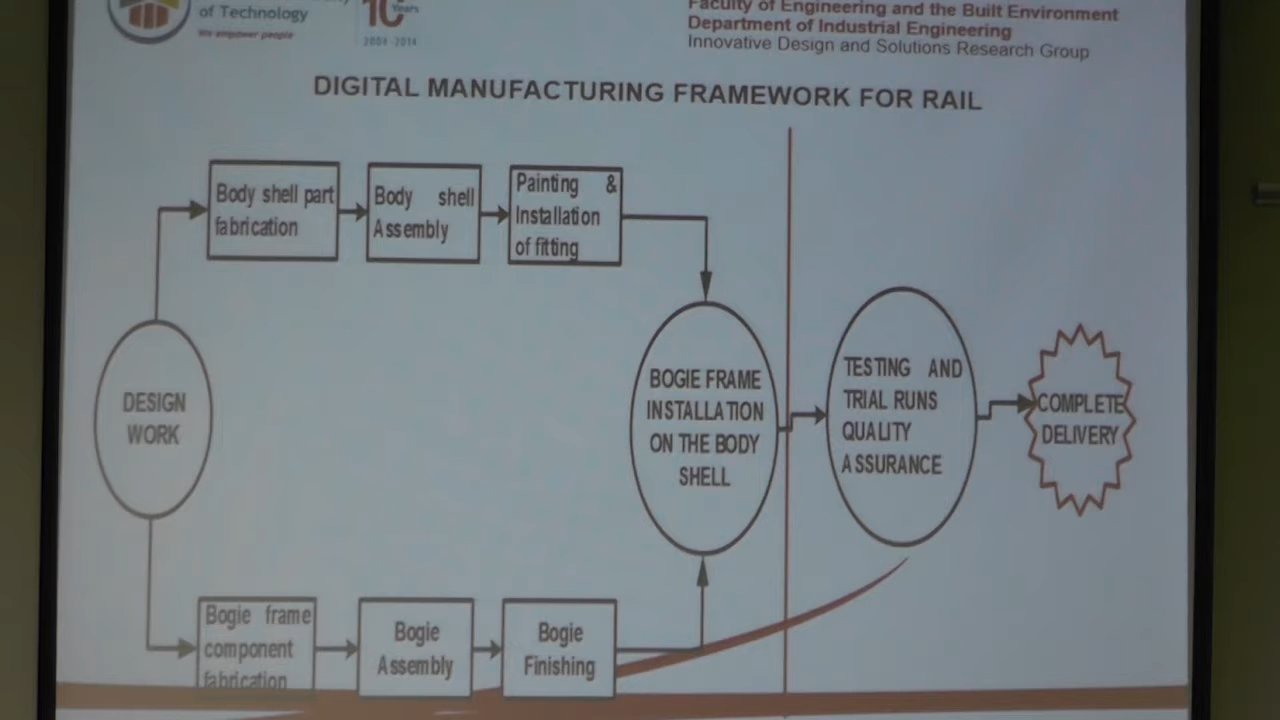 of Technology
We empower people
10
Years
2004-2014
Faculty of Engineering and the Built Environment
Department of Industrial Engineering
Innovative Design and Solutions Research Group
DIGITAL MANUFACTURING FRAMEWORK FOR RAIL
Body shell part
fabrication
Body shell
Assembly
Painting &
Installation
of fitting
DESIGN
WORK
BOGIE FRAME
INSTALLATION
ON THE BODY
SHELL
TESTING AND
TRIAL RUNS
QUALITY
ASSURANCE
COMPLETE
DELIVERY
Bogie frame
component
fabrication
Bogie
Assembly
Bogie
Finishing